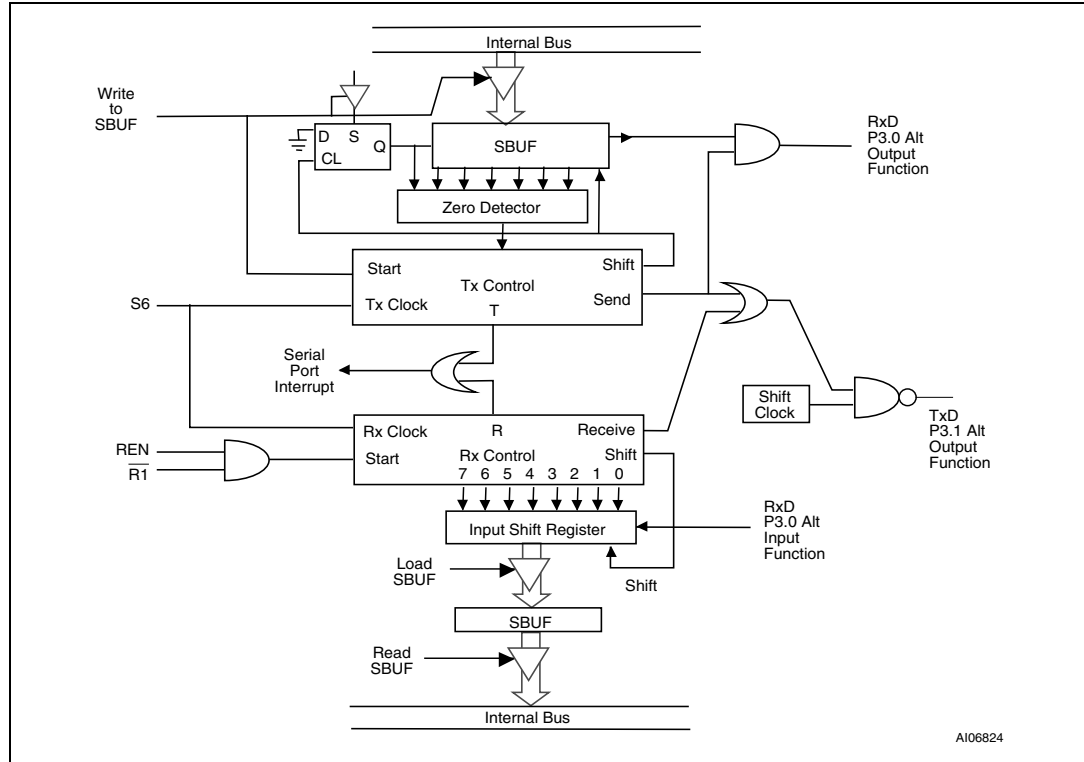 Internal Bus
Write
to
SBUF
D S
Q
CL
SBUF
RxD
P3.0 Alt
Output
Function
Zero Detector
Start
Shift
Tx Control
S6
Tx Clock
Send
T
Serial
Port
Interrupt
Shift
Clock
TxD
P3.1 Alt
Output
Function
Rx Clock
R
Receive
REN
R1
Start
Rx Control
Shift
7 6 5 4 3 2 1 0
Input Shift Register
RxD
P3.0 Alt
Input
Function
Load
SBUF
Shift
SBUF
Read
SBUF
Internal Bus
AI06824